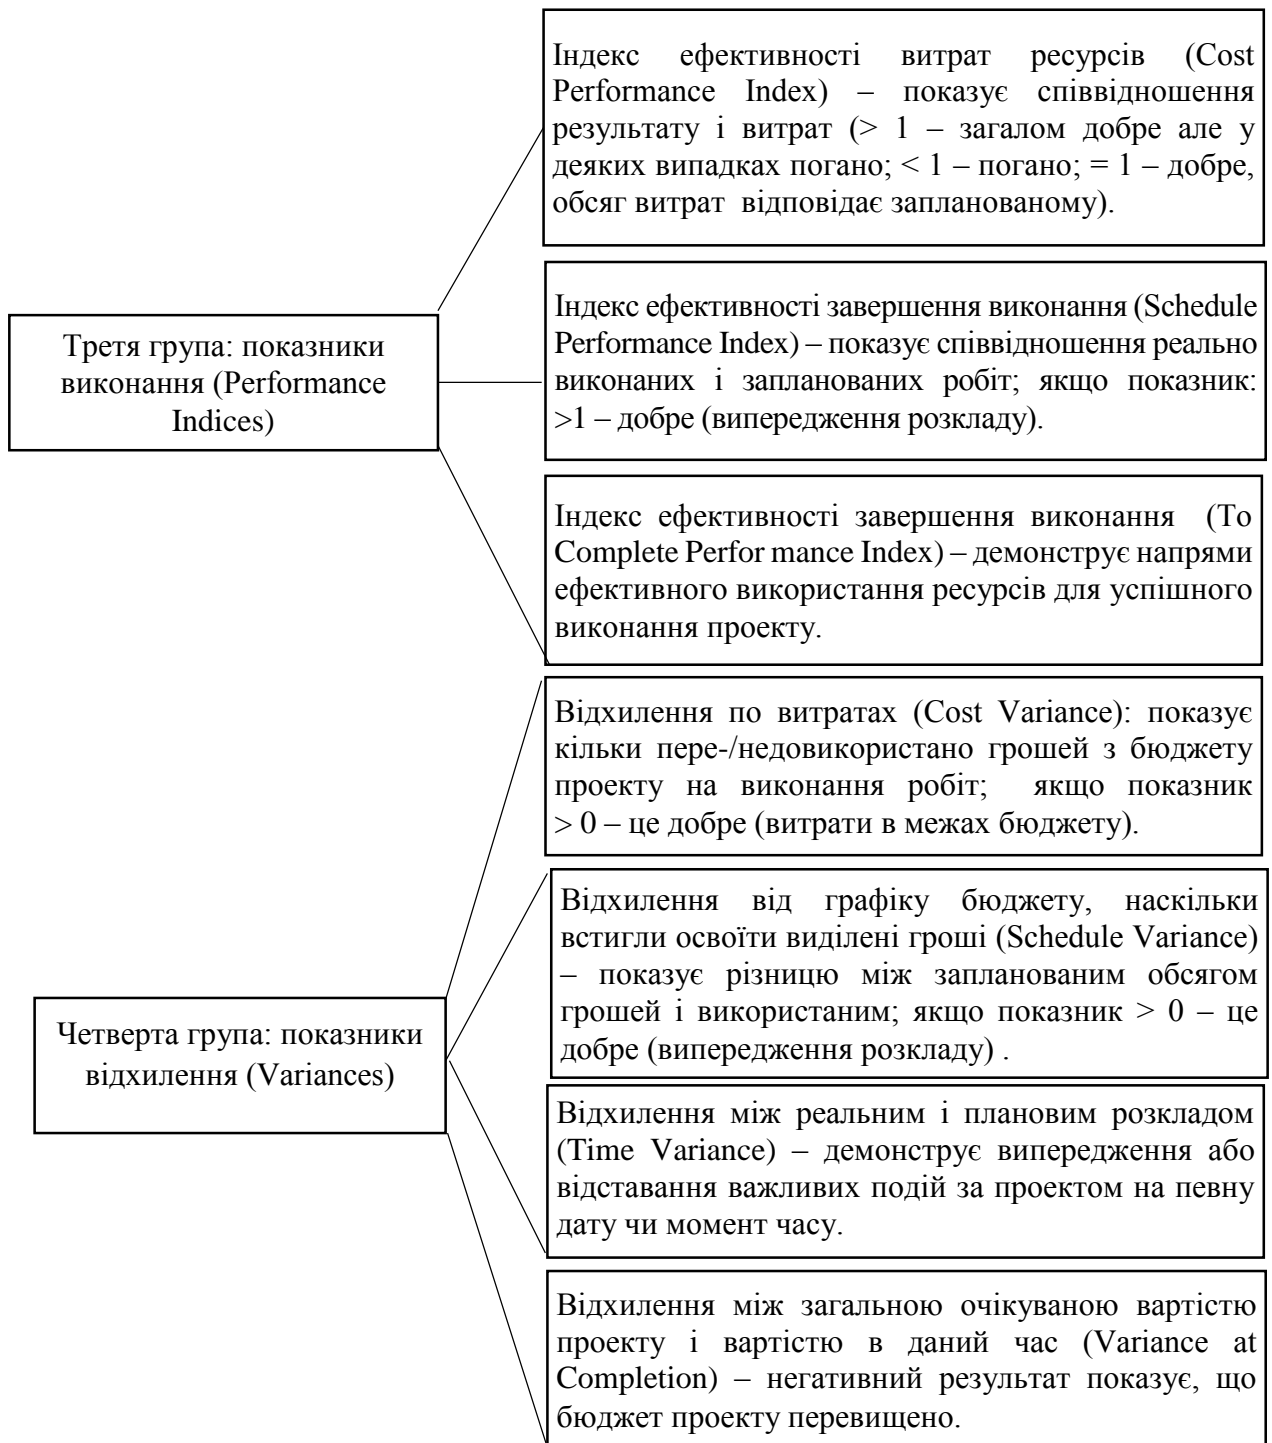 Індекс ефективності витрат ресурсів (Cost
Performance Index) – показує співвідношення
результату і витрат (> 1 – загалом добре але у
деяких випадках погано; < 1 – погано; = 1 – добре,
обсяг витрат відповідає запланованому).
Третя група: показники
виконання (Performance
Indices)
Індекс ефективності завершення виконання (Schedule
Performance Index) – показує співвідношення реально
виконаних і запланованих робіт; якщо показник:
>1 – добре (випередження розкладу).
Індекс ефективності завершення виконання (To
Complete Perfor mance Index) – демонструє напрями
ефективного використання ресурсів для успішного
виконання проекту.
Відхилення по витратах (Cost Variance): показує
кільки пере-/недовикористано грошей з бюджету
проекту на виконання робіт; якщо показник
> 0 – це добре (витрати в межах бюджету).
Відхилення від графіку бюджету, наскільки
встигли освоїти виділені гроші (Schedule Variance)
– показує різницю між запланованим обсягом
грошей і використаним; якщо показник > 0 – це
добре (випередження розкладу) .
Четверта група: показники
відхилення (Variances)
Відхилення між реальним і плановим розкладом
(Time Variance) – демонструє випередження або
відставання важливих подій за проектом на певну
дату чи момент часу.
Відхилення між загальною очікуваною вартістю
проекту і вартістю в даний час (Variance at
Completion) – негативний результат показує, що
бюджет проекту перевищено.